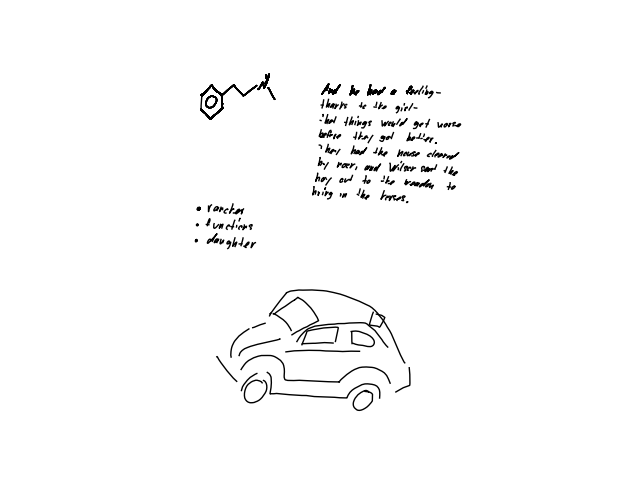 And he had a feeling-
thanks to the girl-
that things would get worse
before they got better.
They had the house cleared
by noon, and Wilson sent the
boy out to the meadow to
bring in the horses.
• rancher
• functions
• daughter